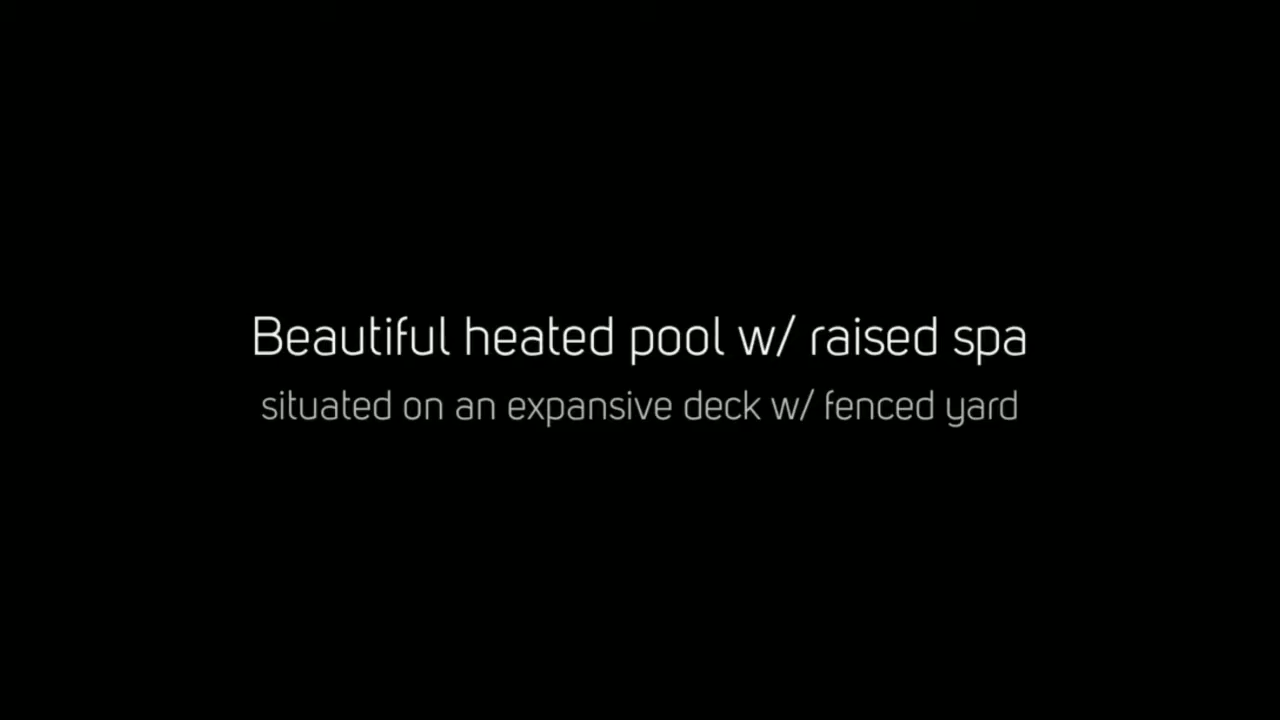 Beautiful heated pool w/ raised spa
situated on an expansive deck w/ fenced yard